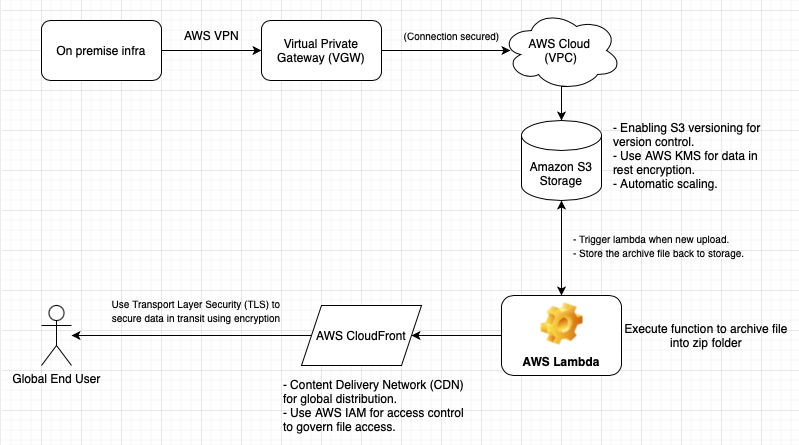 On premise infra
AWS VPN
Virtual Private
Gateway (VGW)
(Connection secured)
AWS Cloud
(VPC)
Amazon S3
Storage
- Enabling S3 versioning for
version control.
- Use AWS KMS for data in
rest encryption.
- Automatic scaling.
- Trigger lambda when new upload.
- Store the archive file back to storage.
AWS Lambda
Execute function to archive file
into zip folder
AWS CloudFront
- Content Delivery Network (CDN)
for global distribution.
- Use AWS IAM for access control
to govern file access.
Use Transport Layer Security (TLS) to
secure data in transit using encryption
Global End User